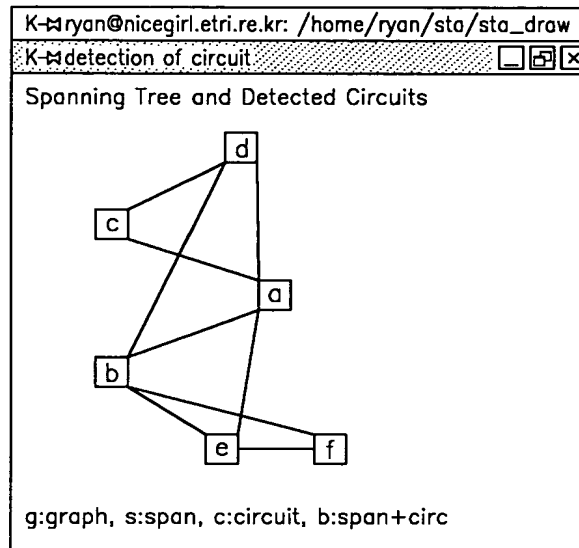 K-⋈ryan@nicegirl.etri.re.kr: /home/ryan/sta/sta_draw
K-⋈detection of circuit
Spanning Tree and Detected Circuits
d
c
a
b
e f
g:graph, s:span, c:circuit, b:span+circ